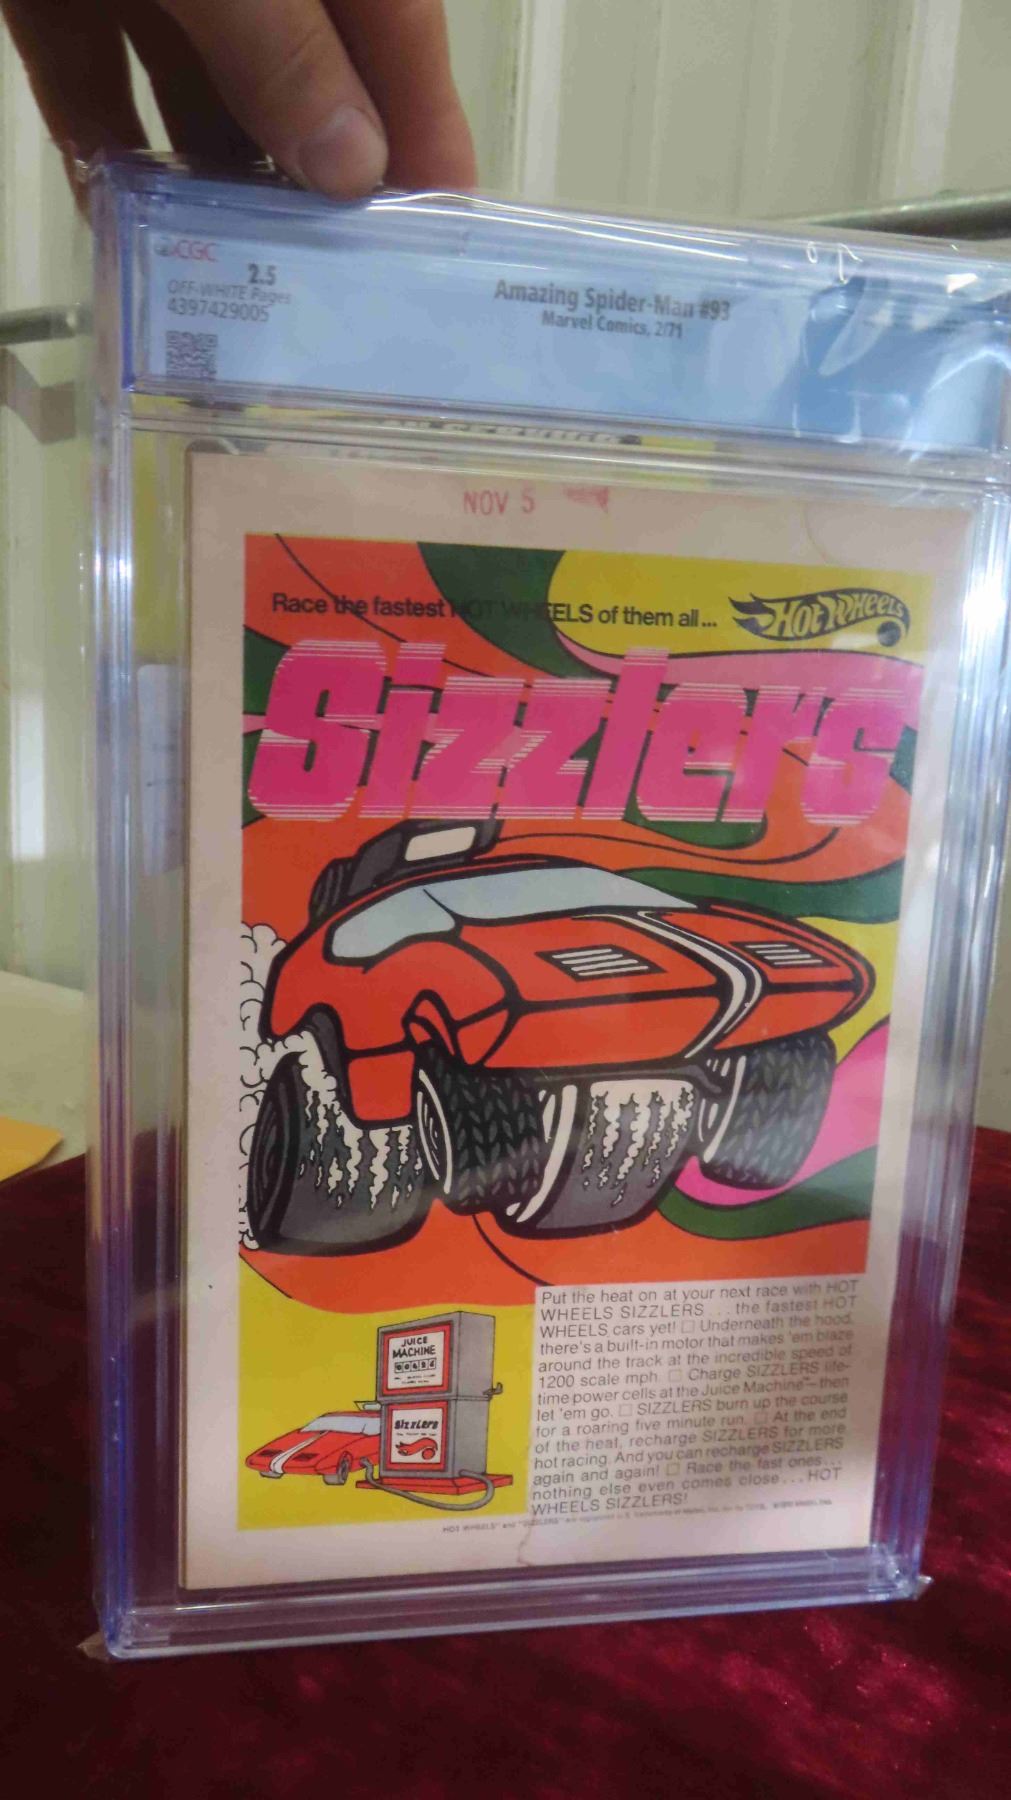 CGC
2.5
OFF-WHITE Pages
4397429005
Amazing Spider-Man #93
Marvel Comics, 2/71
NOV 5
Race the fastest HOT WHEELS of them all...
Hot Wheels
Sizzlers
JUICE
MACHINE
Sizzlers
Put the heat on at your next race with HOT
WHEELS SIZZLERS ... the fastest HOT
WHEELS cars yet! □ Underneath the hood,
there's a built-in motor that makes 'em blaze
around the track at the incredible speed of
1200 scale mph. □ Charge SIZZLERS life-
time power cells at the Juice Machine™—then
let 'em go. □ SIZZLERS burn up the course
for a roaring five minute run. □ At the end
of the heat, recharge SIZZLERS for more
hot racing. And you can recharge SIZZLERS
again and again! □ Race the fast ones...
nothing else even comes close...HOT
WHEELS SIZZLERS!
HOT WHEELS" and "SIZZLERS" are